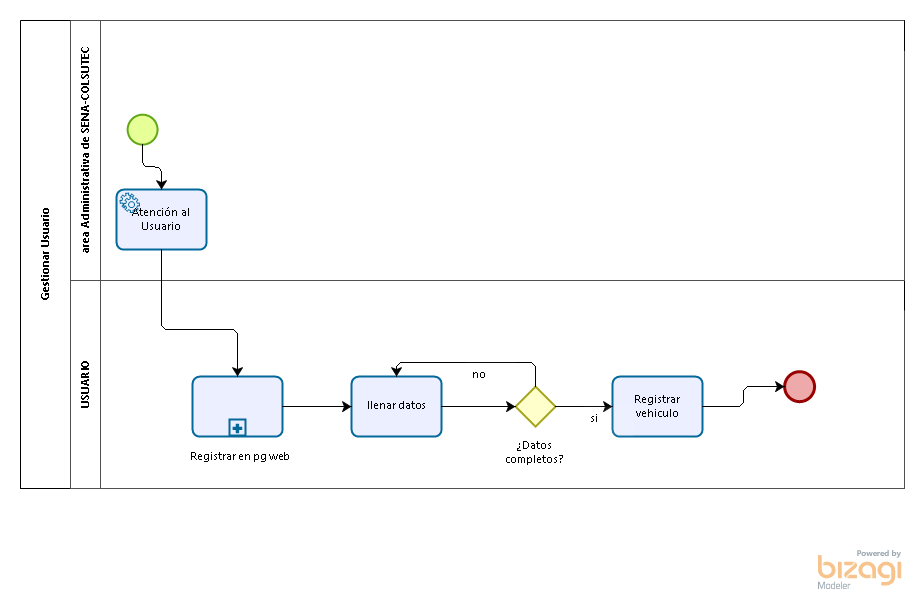 Gestionar Usuario
area Administrativa de SENA-COLSUTEC
Atención al
Usuario
USUARIO
Registrar en pg web
llenar datos
no
¿Datos
completos?
si
Registrar
vehiculo
Powered by
bizagi
Modeler